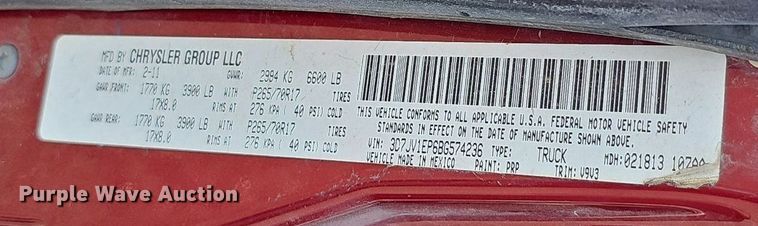 MFD BY CHRYSLER GROUP LLC
DATE OF MFR: 2-11 GVWR: 2994 KG 6600 LB
GAWR FRONT: 1770 KG 3900 LB P265/70R17 TIRES
17X8.0 RIMS AT 276 KPA ( 40 PSI) COLD
GAWR REAR: 1770 KG 3900 LB P265/70R17 TIRES
17X8.0 RIMS AT 276 KPA ( 40 PSI) COLD
THIS VEHICLE CONFORMS TO ALL APPLICABLE U.S.A. FEDERAL MOTOR VEHICLE SAFETY
STANDARDS IN EFFECT ON THE DATE OF MANUFACTURE SHOWN ABOVE.
VIN: 3D7JV1EP6BG574236 TYPE: TRUCK MDH: 021813
VEHICLE MADE IN MEXICO PAINT: PRP TRIM: V9V3
Purple Wave Auction